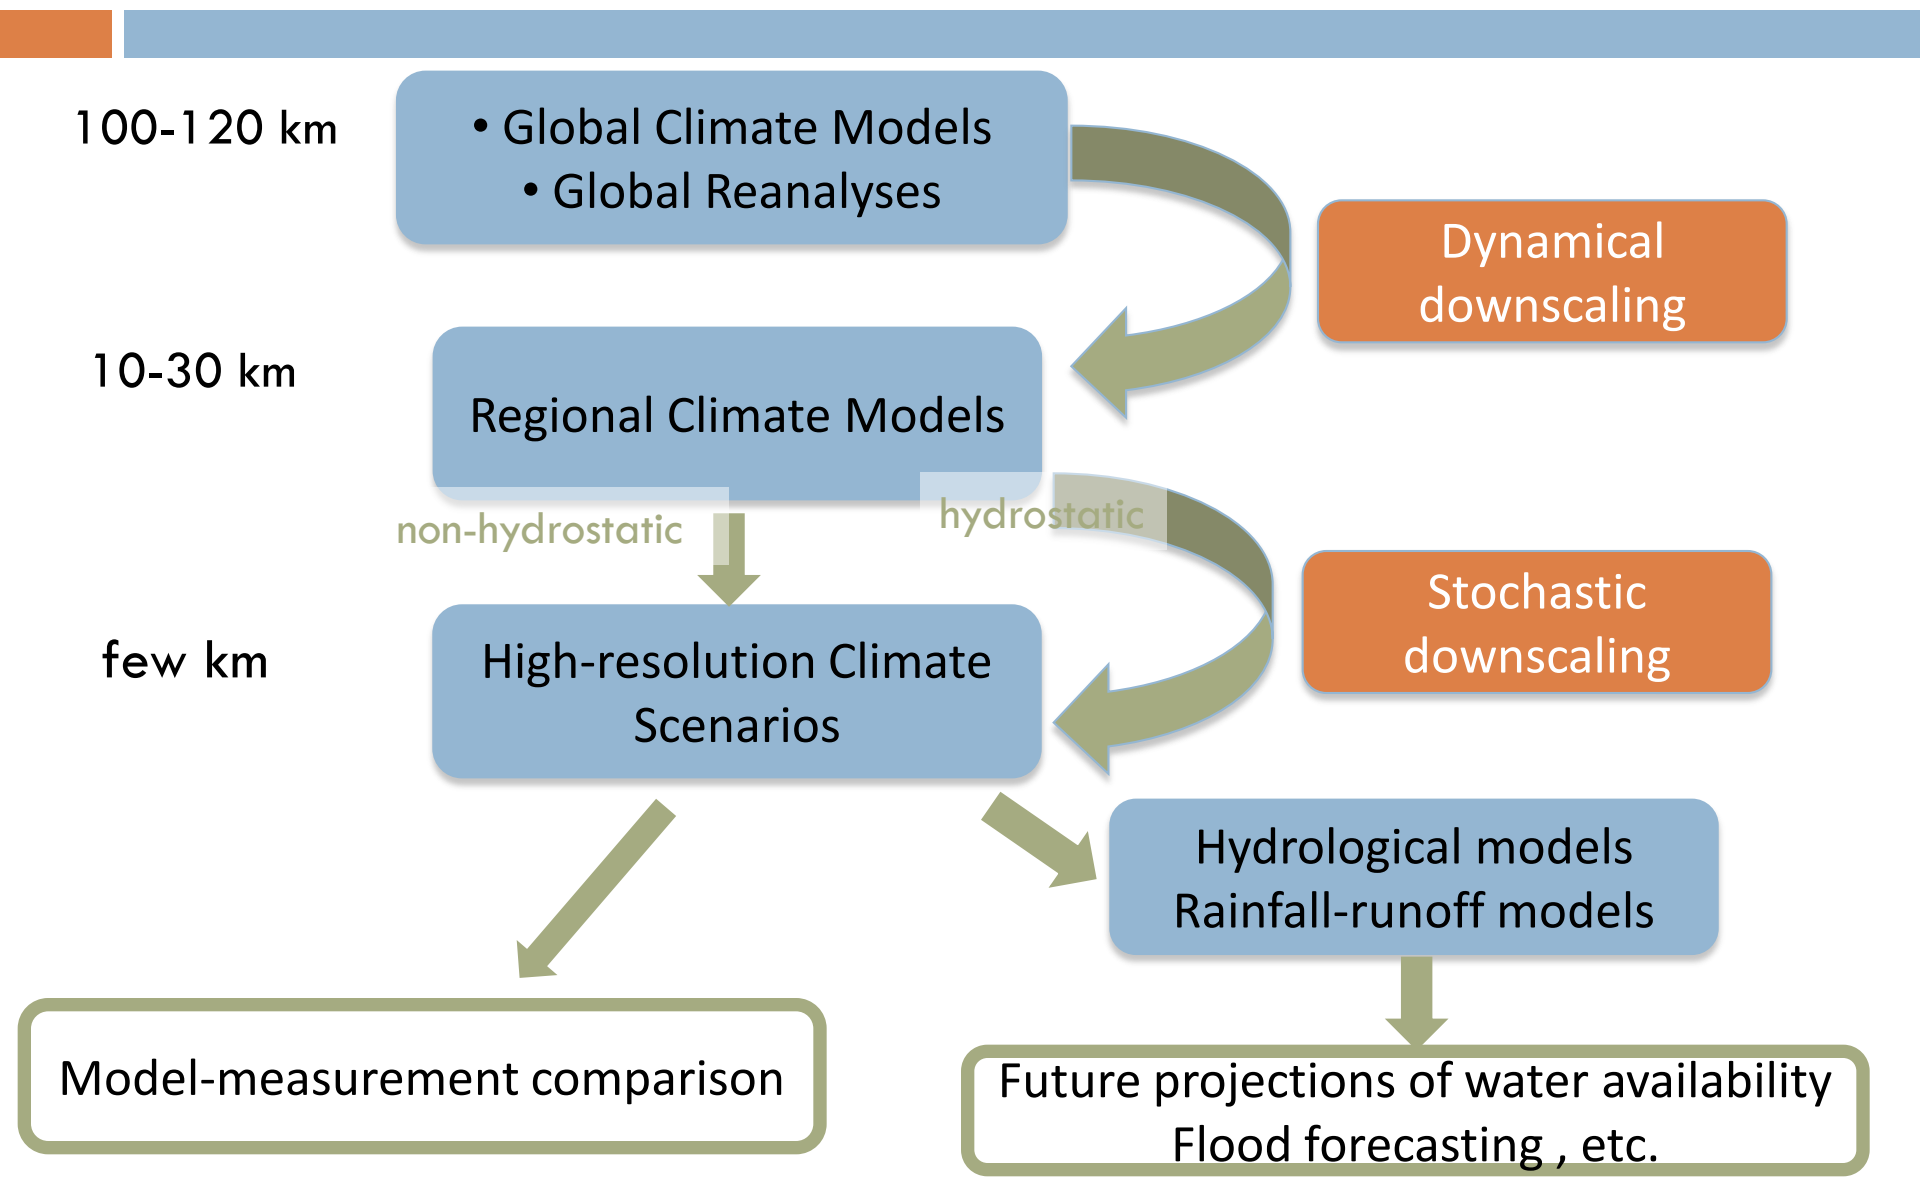 100-120 km
• Global Climate Models
• Global Reanalyses
Dynamical
downscaling
10-30 km
Regional Climate Models
non-hydrostatic
hydrostatic
Stochastic
downscaling
few km
High-resolution Climate
Scenarios
Hydrological models
Rainfall-runoff models
Model-measurement comparison
Future projections of water availability
Flood forecasting , etc.